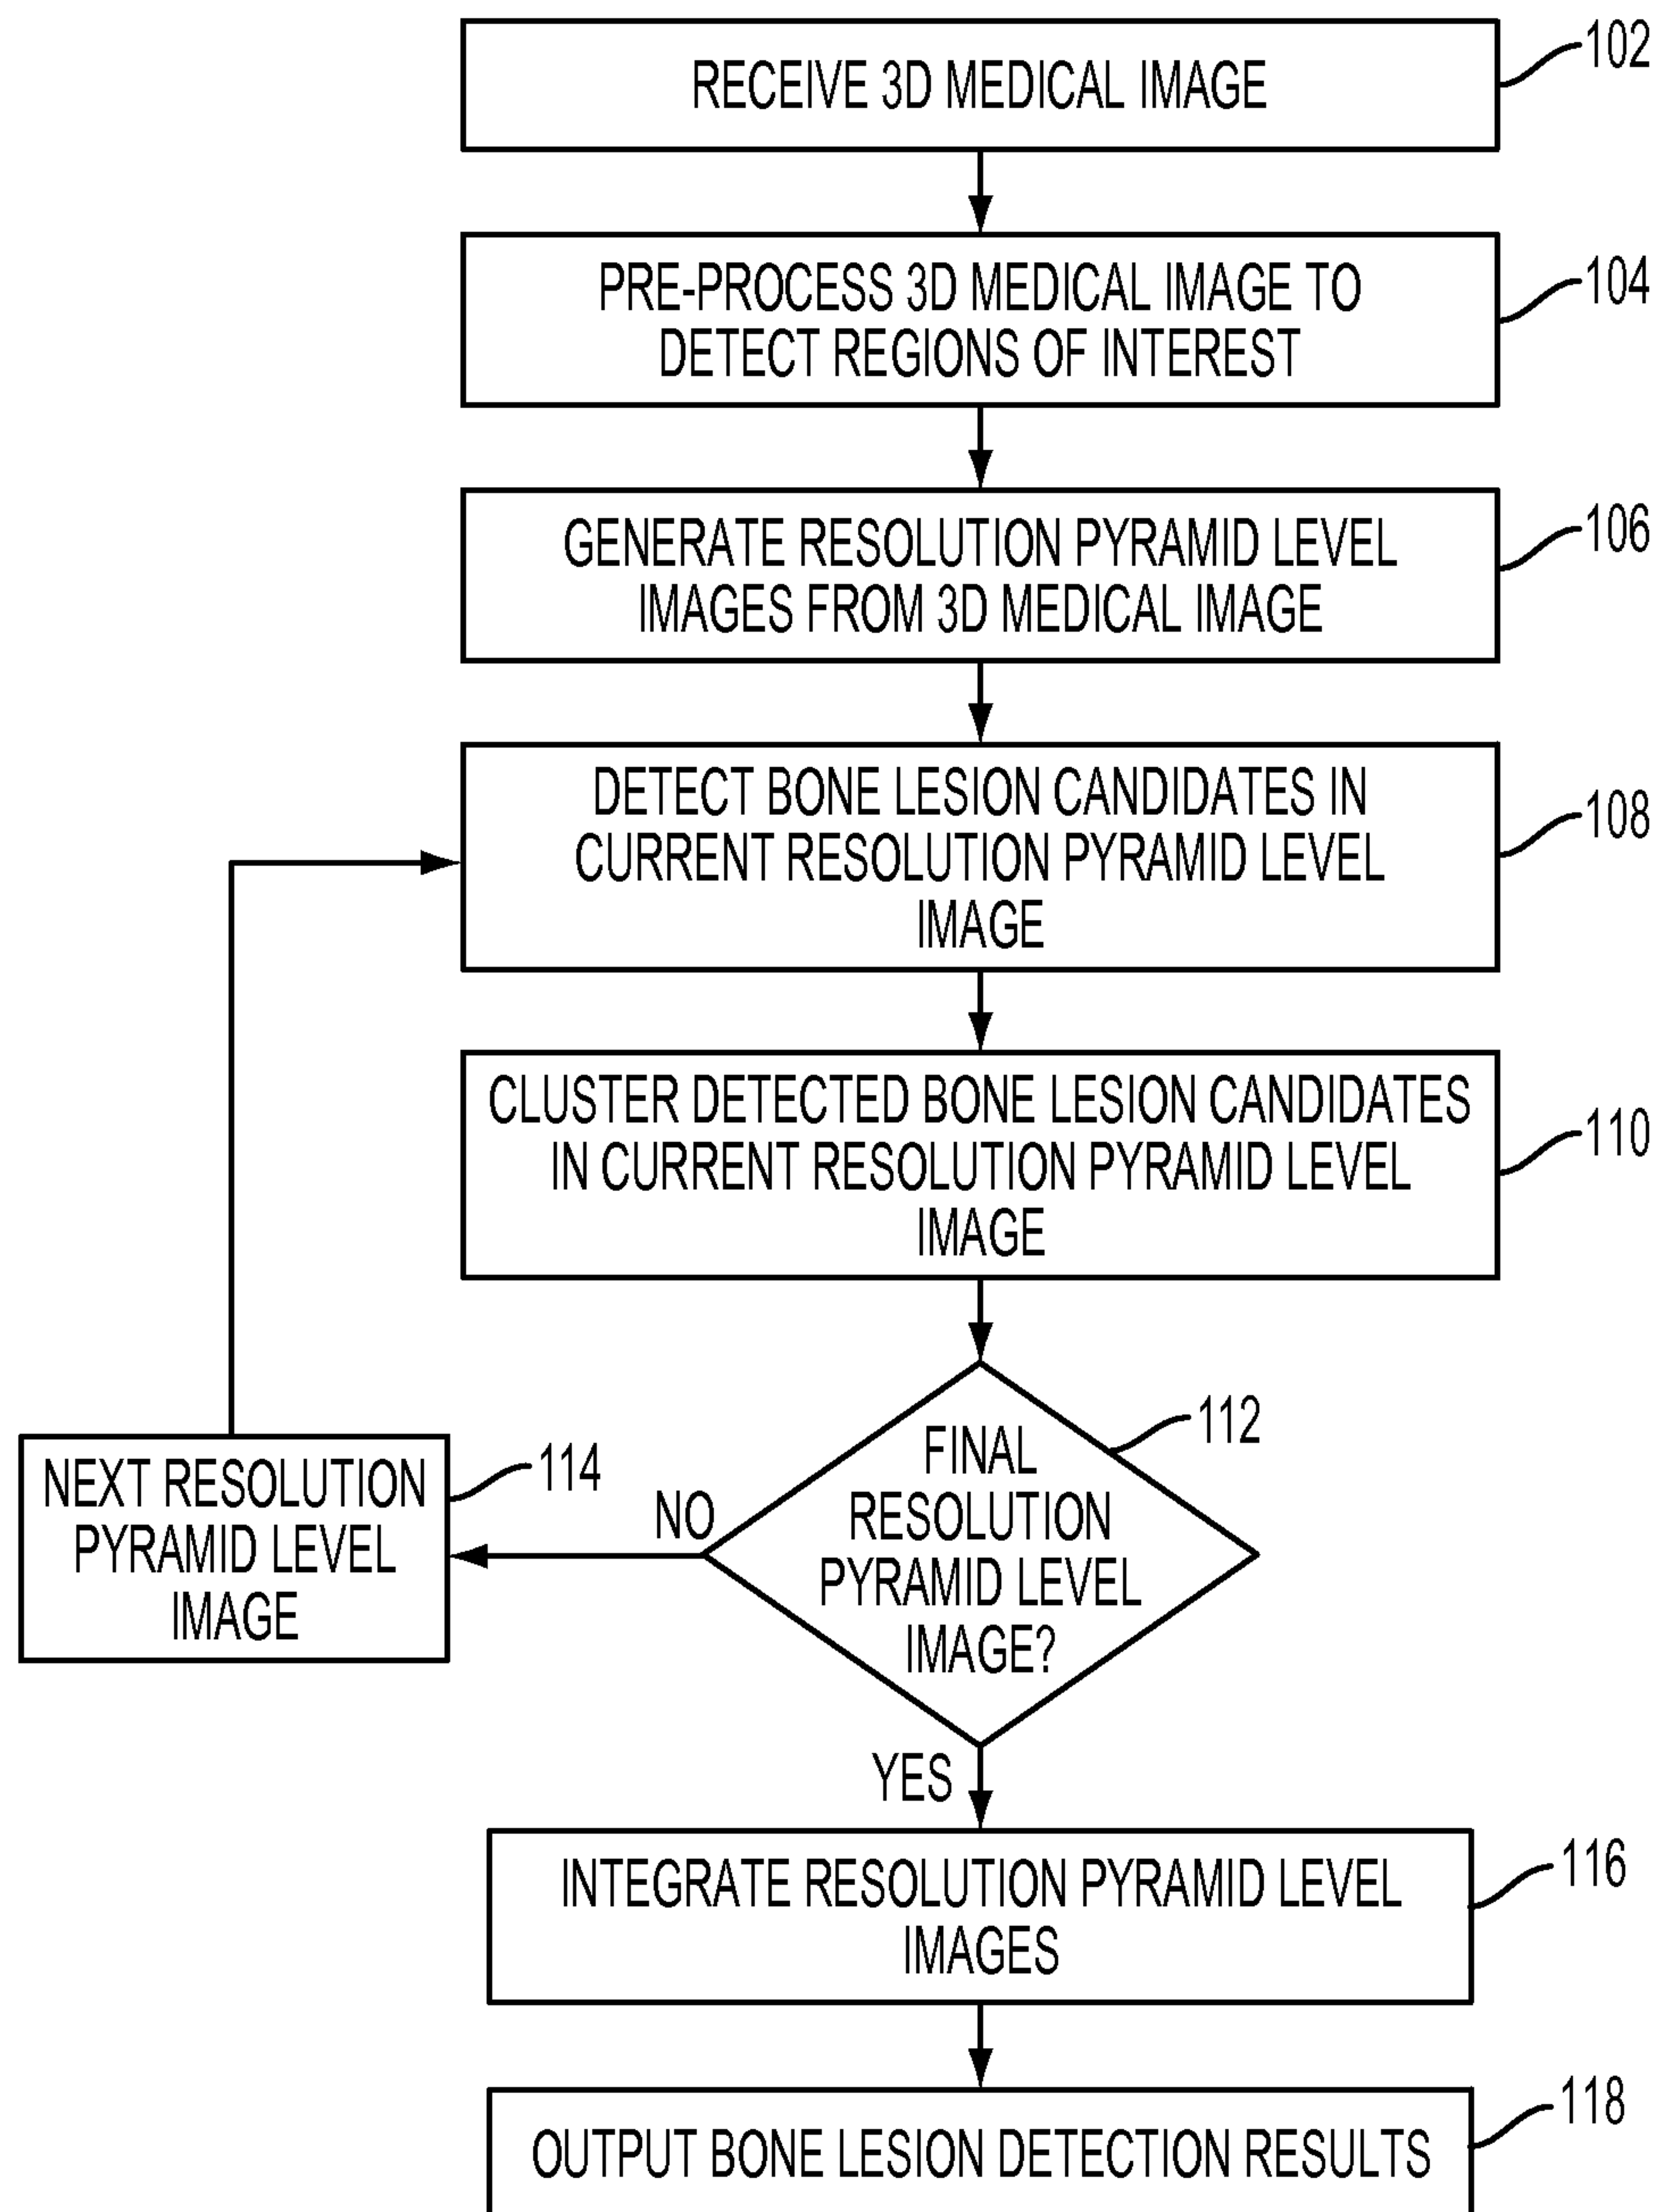 RECEIVE 3D MEDICAL IMAGE
102
PRE-PROCESS 3D MEDICAL IMAGE TO
DETECT REGIONS OF INTEREST
104
GENERATE RESOLUTION PYRAMID LEVEL
IMAGES FROM 3D MEDICAL IMAGE
106
DETECT BONE LESION CANDIDATES IN
CURRENT RESOLUTION PYRAMID LEVEL
IMAGE
108
CLUSTER DETECTED BONE LESION CANDIDATES
IN CURRENT RESOLUTION PYRAMID LEVEL
IMAGE
110
FINAL
RESOLUTION
PYRAMID LEVEL
IMAGE?
112
NO
NEXT RESOLUTION
PYRAMID LEVEL
IMAGE
114
YES
INTEGRATE RESOLUTION PYRAMID LEVEL
IMAGES
116
OUTPUT BONE LESION DETECTION RESULTS
118